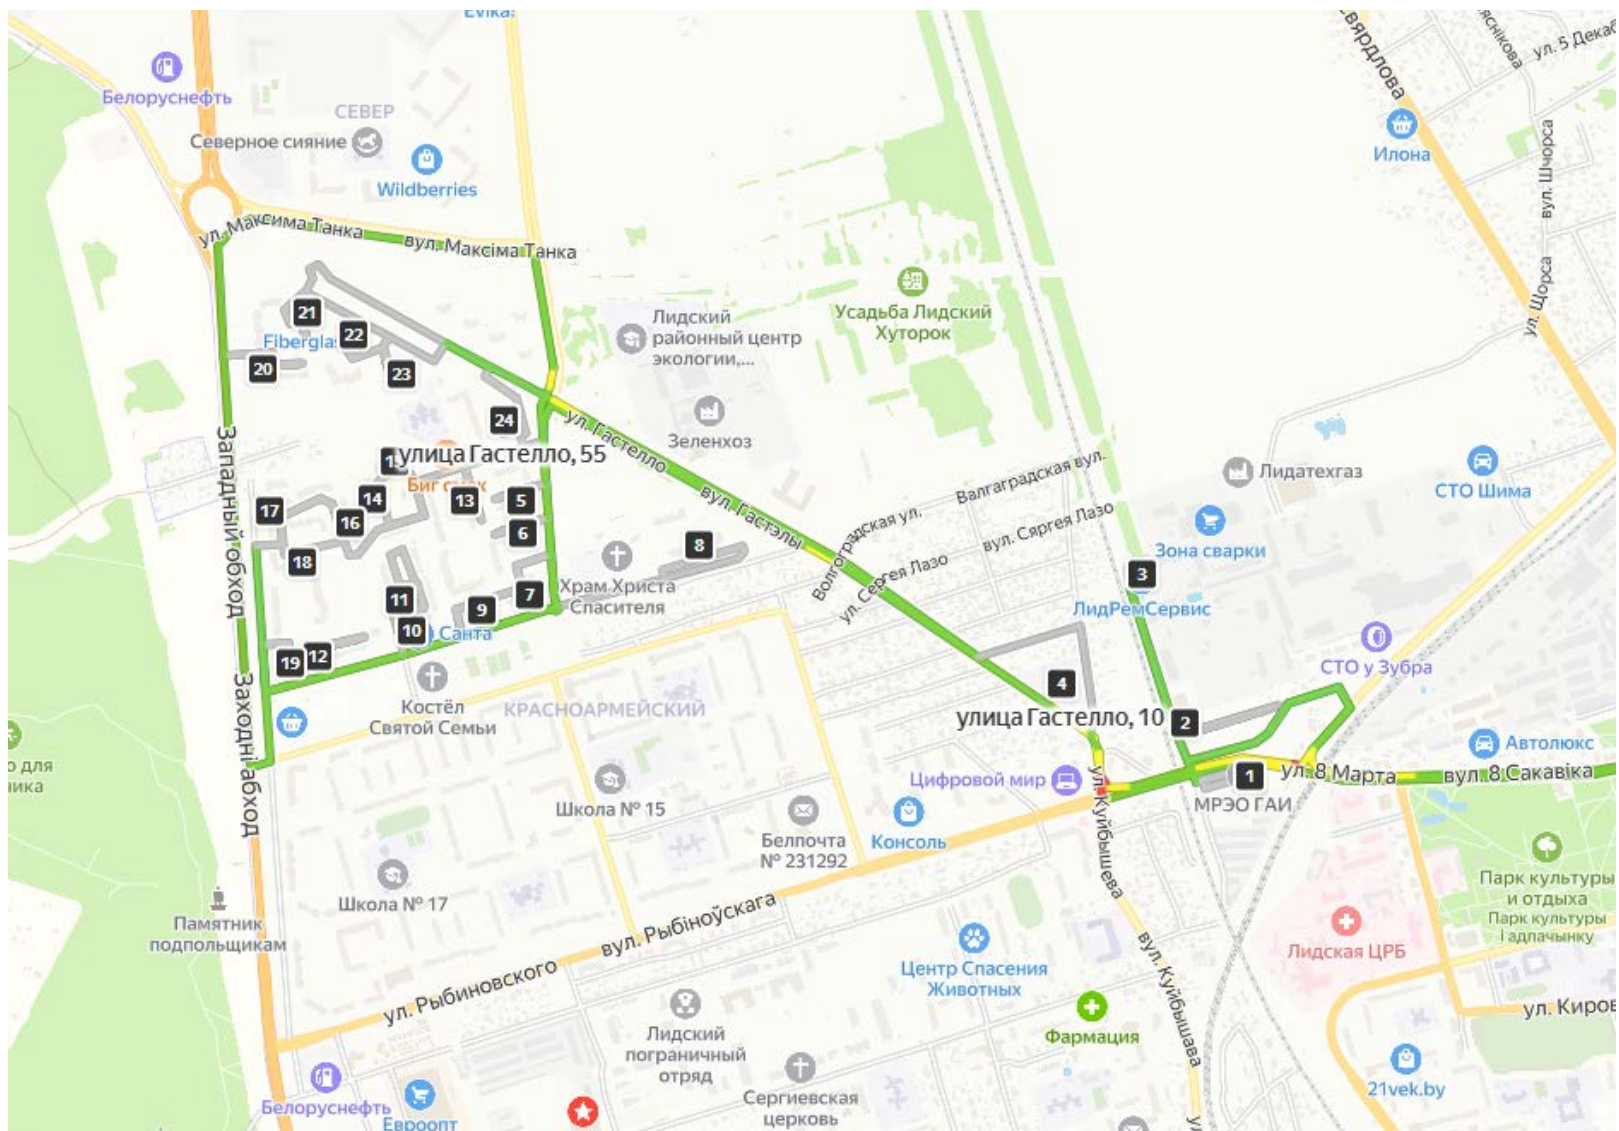 Белоруснефть
СЕВЕР
Северное сияние
Wildberries
ул. Максима Танка
вул. Максіма Танка
ул. 5 Декаб
Илона
вул. Шчорса
ул. Щорса
21
22
Fibergla
20
23
24
Лидский
районный центр
экологии,...
Зеленхоз
Усадьба Лидский
Хуторок
ул. Гастелло
вул. Гастэлы
улица Гастелло, 55
17
14
16
13
5
6
18
8
11
7
9
10
Санта
19
12
Храм Христа
Спасителя
Волгоградская ул.
Валгаградская вул.
ул. Сергея Лазо
вул. Сяргея Лазо
Лидатехгаз
СТО Шима
Зона сварки
3
ЛидРемСервис
СТО у Зубра
4
улица Гастелло, 10
2
1
Автолюкс
ул. 8 Марта
вул. 8 Сакавіка
МРЭО ГАИ
Цифровой мир
Западный обход
Заходні абход
Костёл
Святой Семьи
КРАСНОАРМЕЙСКИЙ
Школа № 15
Белпочта
№ 231292
Консоль
ул. Куйбышева
вул. Куйбышава
Школа № 17
Памятник
подпольщикам
ул. Рыбиновского
вул. Рыбіноўскага
Центр Спасения
Животных
Лидская ЦРБ
Парк культуры
и отдыха
Парк культуры
і адпачынку
ул. Киров
Фармация
Лидский
пограничный
отряд
Сергиевская
церковь
21vek.by
Белоруснефть
Евроопт